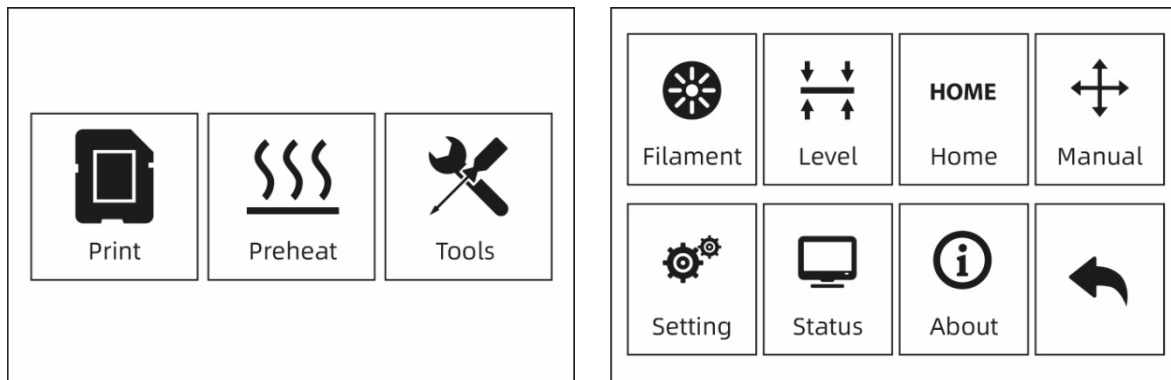 Print
Preheat
Tools
HOME
Filament
Level
Home
Manual
Setting
Status
About